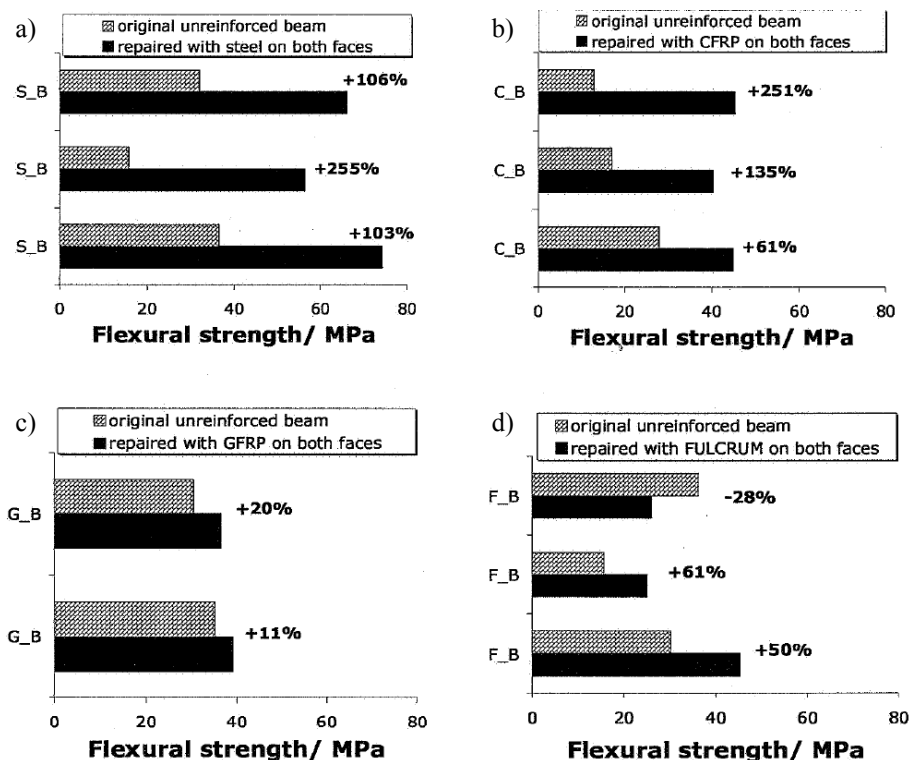 a)
original unreinforced beam
repaired with steel on both faces
S_B
+106%
S_B
+255%
S_B
+103%
0 20 40 60 80
Flexural strength/ MPa
b)
original unreinforced beam
repaired with CFRP on both faces
C_B
+251%
C_B
+135%
C_B
+61%
0 20 40 60 80
Flexural strength/ MPa
c)
original unreinforced beam
repaired with GFRP on both faces
G_B
+20%
G_B
+11%
0 20 40 60 80
Flexural strength/ MPa
d)
original unreinforced beam
repaired with FULCRUM on both faces
F_B
-28%
F_B
+61%
F_B
+50%
0 20 40 60 80
Flexural strength/ MPa